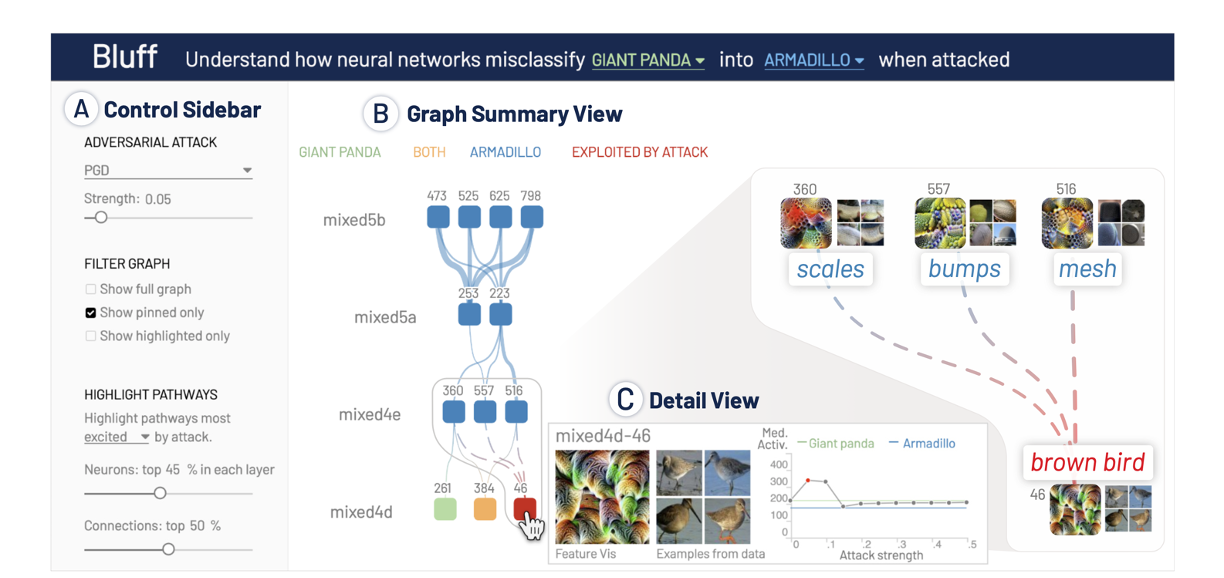 Bluff Understand how neural networks misclassify GIANT PANDA into ARMADILLO when attacked
A Control Sidebar
ADVERSARIAL ATTACK
PGD
Strength: 0.05
FILTER GRAPH
Show full graph
Show pinned only
Show highlighted only
HIGHLIGHT PATHWAYS
Highlight pathways most
excited by attack.
Neurons: top 45 % in each layer
Connections: top 50 %
B Graph Summary View
GIANT PANDA BOTH ARMADILLO EXPLOITED BY ATTACK
473 525 625 798
mixed5b
253 223
mixed5a
360 557 516
mixed4e
261 384 46
mixed4d
360 557 516
scales bumps mesh
brown bird
46
C Detail View
mixed4d-46
Feature Vis Examples from data
Med.
Activ.
Giant panda Armadillo
400
300
200
100
0
0 .1 .2 .3 .4 .5
Attack strength